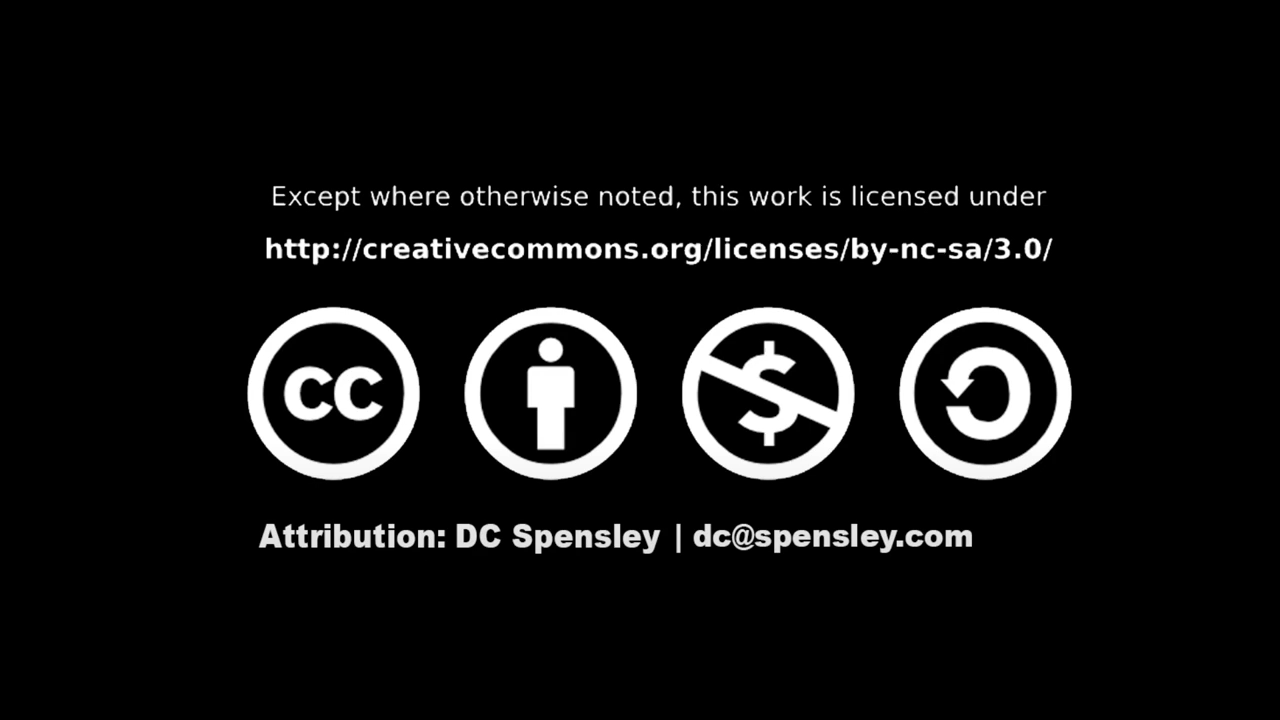 Except where otherwise noted, this work is licensed under
http://creativecommons.org/licenses/by-nc-sa/3.0/
cc
$
Attribution: DC Spensley | dc@spensley.com